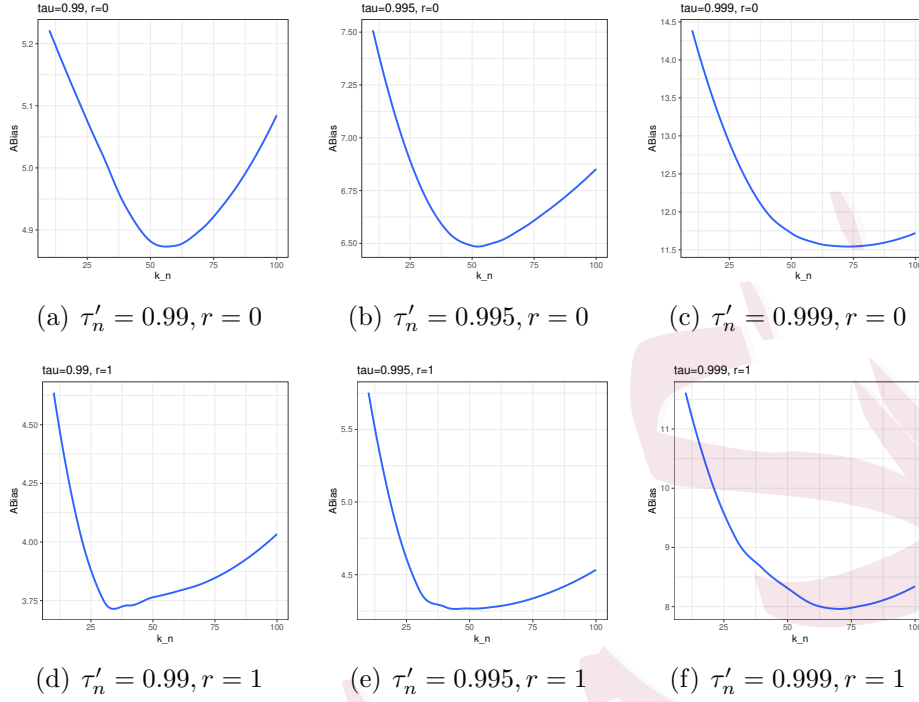 tau=0.99, r=0
tau=0.995, r=0
tau=0.999, r=0
ABias
5.2
5.1
5.0
4.9
25
50
75
100
k_n
ABias
7.50
7.25
7.00
6.75
6.50
25
50
75
100
k_n
ABias
14.5
14.0
13.5
13.0
12.5
12.0
11.5
25
50
75
100
k_n
(a) τ′ₙ = 0.99, r = 0
(b) τ′ₙ = 0.995, r = 0
(c) τ′ₙ = 0.999, r = 0
tau=0.99, r=1
tau=0.995, r=1
tau=0.999, r=1
ABias
4.50
4.25
4.00
3.75
25
50
75
100
k_n
ABias
5.5
5.0
4.5
25
50
75
100
k_n
ABias
11
10
9
8
25
50
75
100
k_n
(d) τ′ₙ = 0.99, r = 1
(e) τ′ₙ = 0.995, r = 1
(f) τ′ₙ = 0.999, r = 1